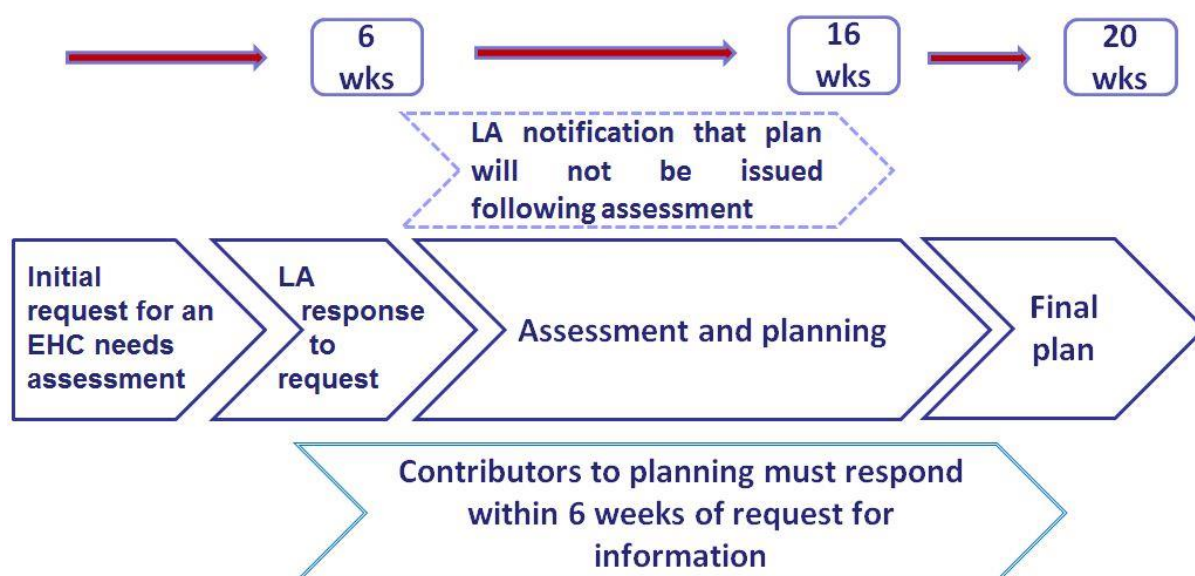 6
wks
16
wks
20
wks
LA notification that plan
will not be issued
following assessment
Initial
request for an
EHC needs
assessment
LA
response
to
request
Assessment and planning
Final
plan
Contributors to planning must respond
within 6 weeks of request for
information